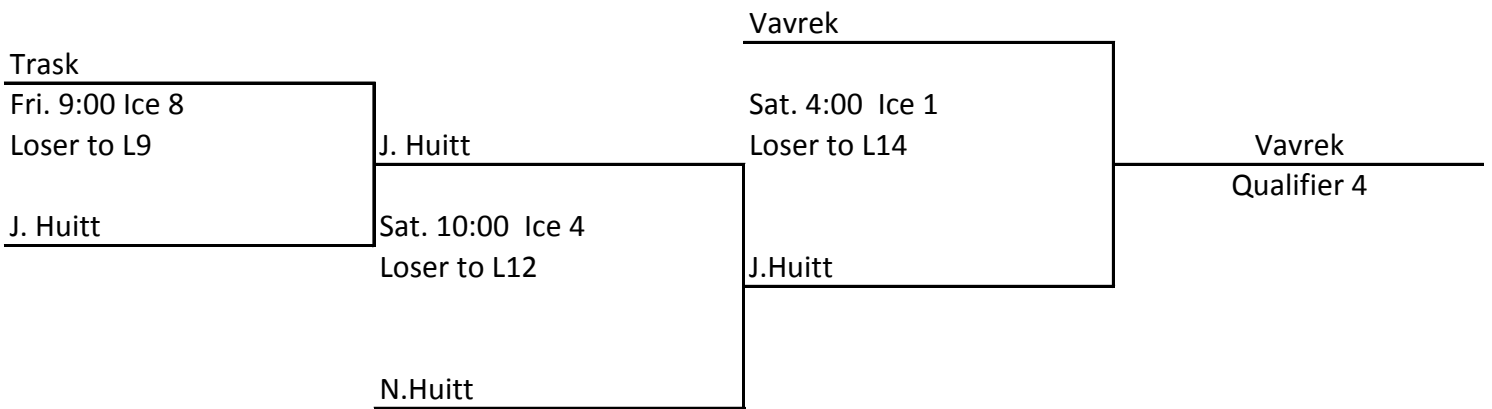 Vavrek
Trask
Fri. 9:00 Ice 8
Sat. 4:00  Ice 1
Loser to L9
J. Huitt
Loser to L14
Vavrek
Qualifier 4
J. Huitt
Sat. 10:00  Ice 4
Loser to L12
J.Huitt
N.Huitt